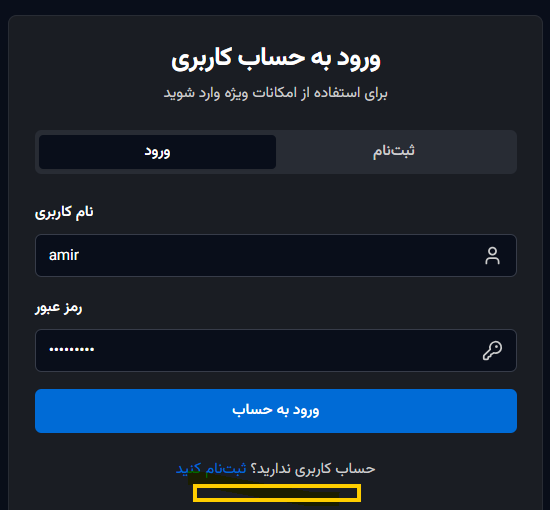 ورود به حساب کاربری
برای استفاده از امکانات ویژه وارد شوید
ثبت‌نام
ورود
نام کاربری
amir
رمز عبور
•••••••••
ورود به حساب
حساب کاربری ندارید؟ ثبت‌نام کنید